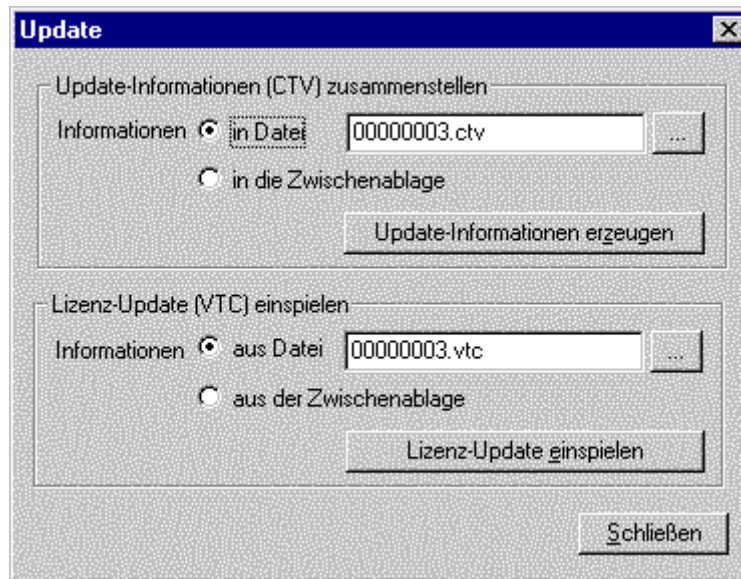 Update
Update-Informationen (CTV) zusammenstellen
Informationen in Datei 00000003.ctv ...
in die Zwischenablage
Update-Informationen erzeugen
Lizenz-Update (VTC) einspielen
Informationen aus Datei 00000003.vtc ...
aus der Zwischenablage
Lizenz-Update einspielen
Schließen